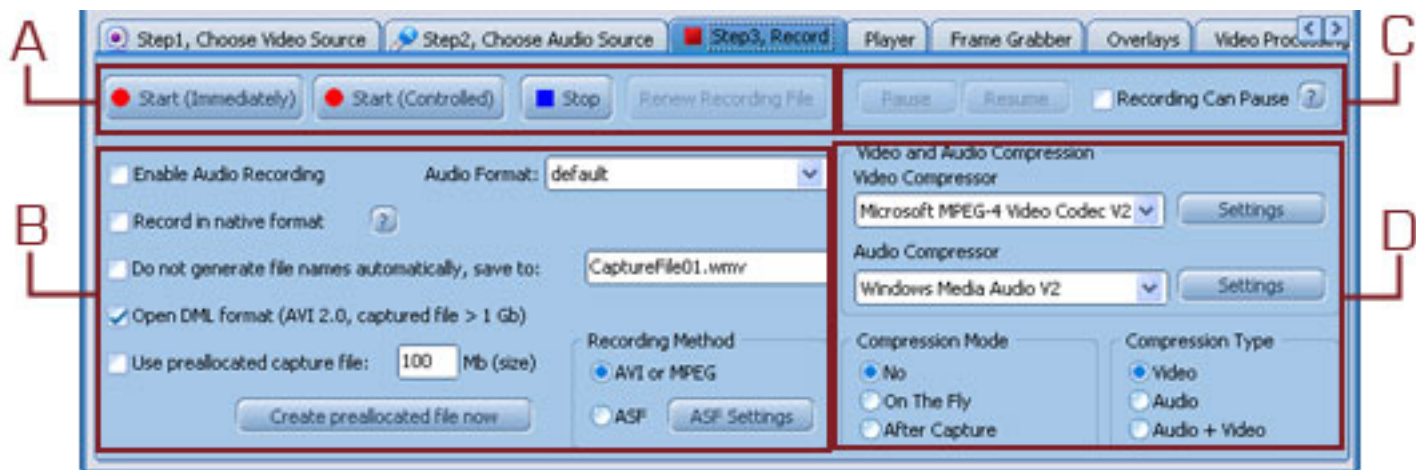 A
C
Step1, Choose Video Source
Step2, Choose Audio Source
Step3, Record
Player
Frame Grabber
Overlays
Video Processing
Start (Immediately)
Start (Controlled)
Stop
Renew Recording File
Pause
Resume
Recording Can Pause
?
B
Enable Audio Recording
Audio Format:
default
Record in native format
?
Do not generate file names automatically, save to:
CaptureFile01.wmv
Open DML format (AVI 2.0, captured file > 1 Gb)
Use preallocated capture file:
100
Mb (size)
Create preallocated file now
Recording Method
AVI or MPEG
ASF
ASF Settings
D
Video and Audio Compression
Video Compressor
Microsoft MPEG-4 Video Codec V2
Settings
Audio Compressor
Windows Media Audio V2
Settings
Compression Mode
No
On The Fly
After Capture
Compression Type
Video
Audio
Audio + Video